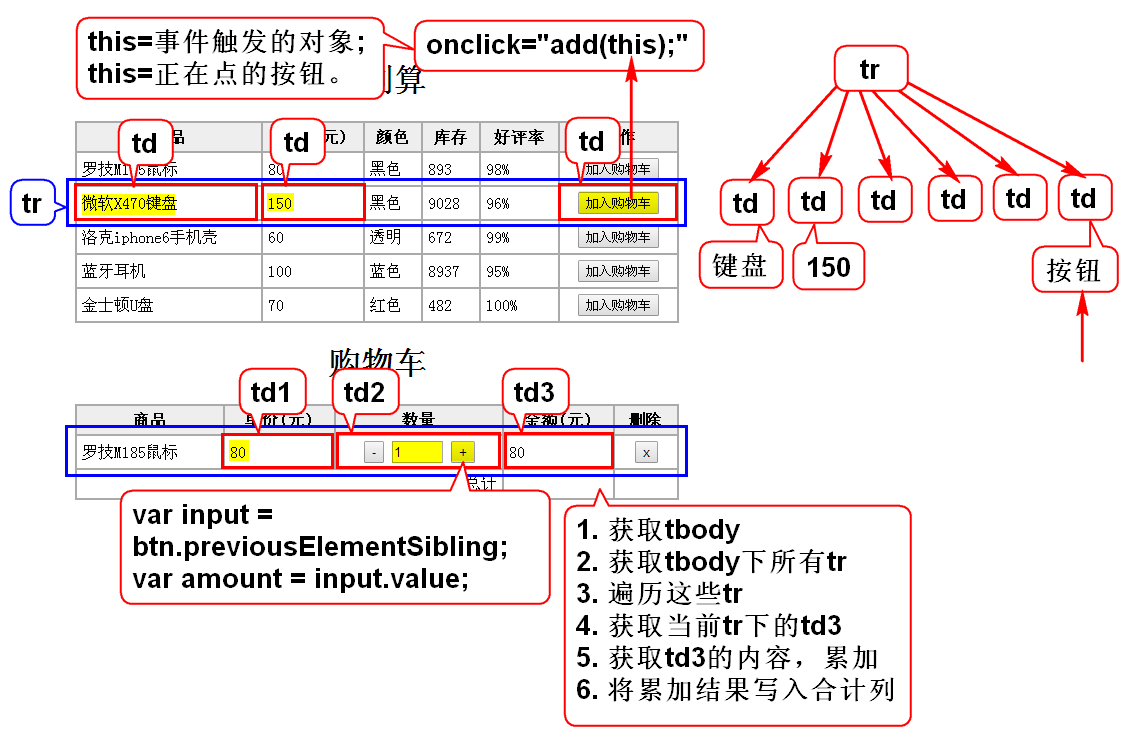 this=事件触发的对象;
this=正在点的按钮。
onclick="add(this);"
划算
tr
td td td 品 元) 颜色 库存 好评率 作
罗技M185鼠标 80 黑色 893 98% 加入购物车
tr 微软X470键盘 150 黑色 9028 96% 加入购物车
洛克iphone6手机壳 60 透明 672 99% 加入购物车
蓝牙耳机 100 蓝色 8937 95% 加入购物车
金士顿U盘 70 红色 482 100% 加入购物车
td td td td td td
键盘 150 按钮
购物车
td1 td2 td3
商品 单价(元) 数量 金额(元) 删除
罗技M185鼠标 80 - 1 + 80 x
总计
var input =
btn.previousElementSibling;
var amount = input.value;
1. 获取tbody
2. 获取tbody下所有tr
3. 遍历这些tr
4. 获取当前tr下的td3
5. 获取td3的内容，累加
6. 将累加结果写入合计列